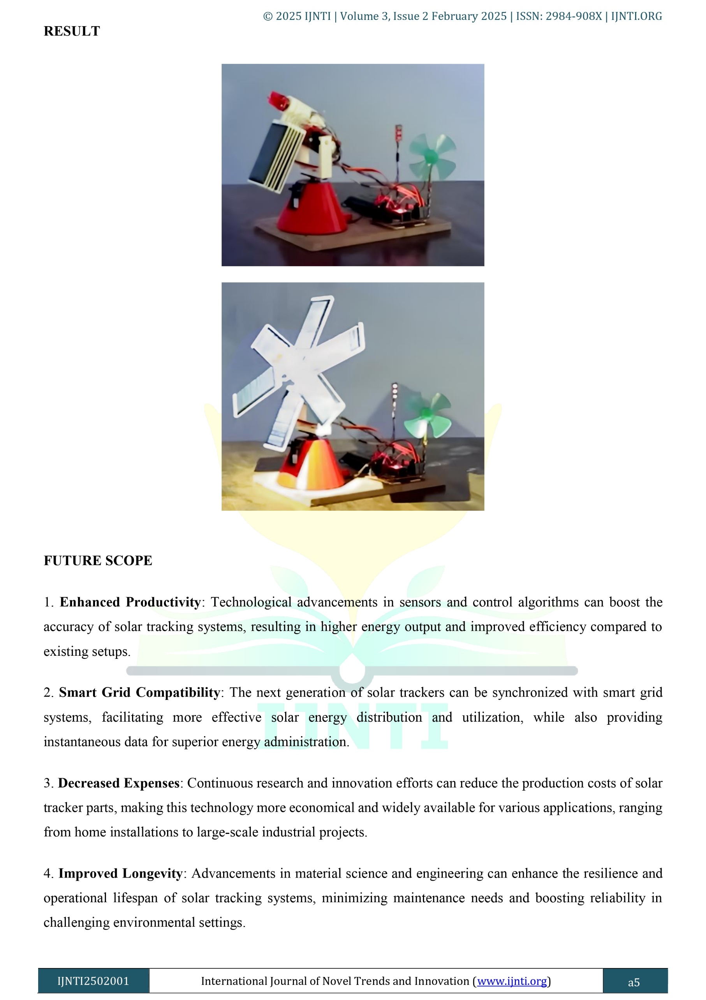 © 2025 IJNTI | Volume 3, Issue 2 February 2025 | ISSN: 2984-908X | IJNTI.ORG
RESULT
FUTURE SCOPE
1. Enhanced Productivity: Technological advancements in sensors and control algorithms can boost the
accuracy of solar tracking systems, resulting in higher energy output and improved efficiency compared to
existing setups.
2. Smart Grid Compatibility: The next generation of solar trackers can be synchronized with smart grid
systems, facilitating more effective solar energy distribution and utilization, while also providing
instantaneous data for superior energy administration.
IJNTI
3. Decreased Expenses: Continuous research and innovation efforts can reduce the production costs of solar
tracker parts, making this technology more economical and widely available for various applications, ranging
from home installations to large-scale industrial projects.
4. Improved Longevity: Advancements in material science and engineering can enhance the resilience and
operational lifespan of solar tracking systems, minimizing maintenance needs and boosting reliability in
challenging environmental settings.
IJNTI2502001 International Journal of Novel Trends and Innovation (www.ijnti.org) a5